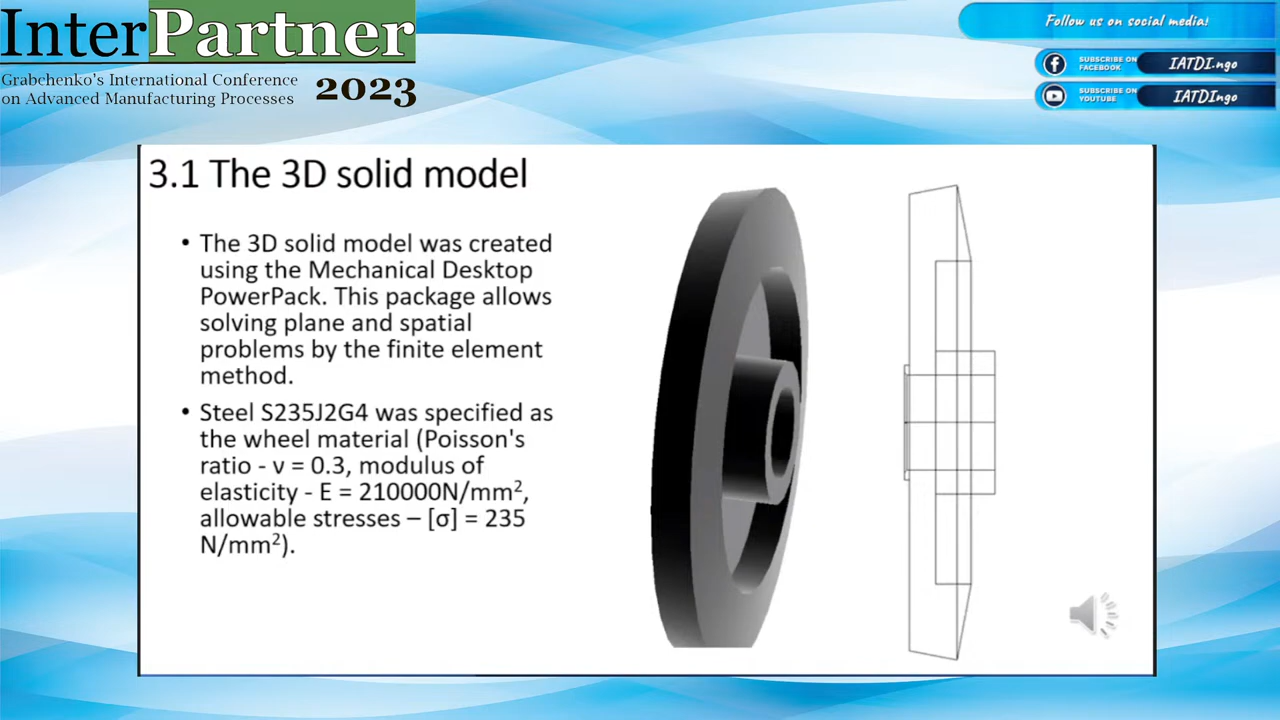 InterPartner
Grabchenko's International Conference
on Advanced Manufacturing Processes
2023
Follow us on social media!
SUBSCRIBE ON
FACEBOOK
IATDI.ngo
SUBSCRIBE ON
YOUTUBE
IATDIngo
3.1 The 3D solid model
• The 3D solid model was created
using the Mechanical Desktop
PowerPack. This package allows
solving plane and spatial
problems by the finite element
method.
• Steel S235J2G4 was specified as
the wheel material (Poisson's
ratio - ν = 0.3, modulus of
elasticity - E = 210000N/mm²,
allowable stresses – [σ] = 235
N/mm²).